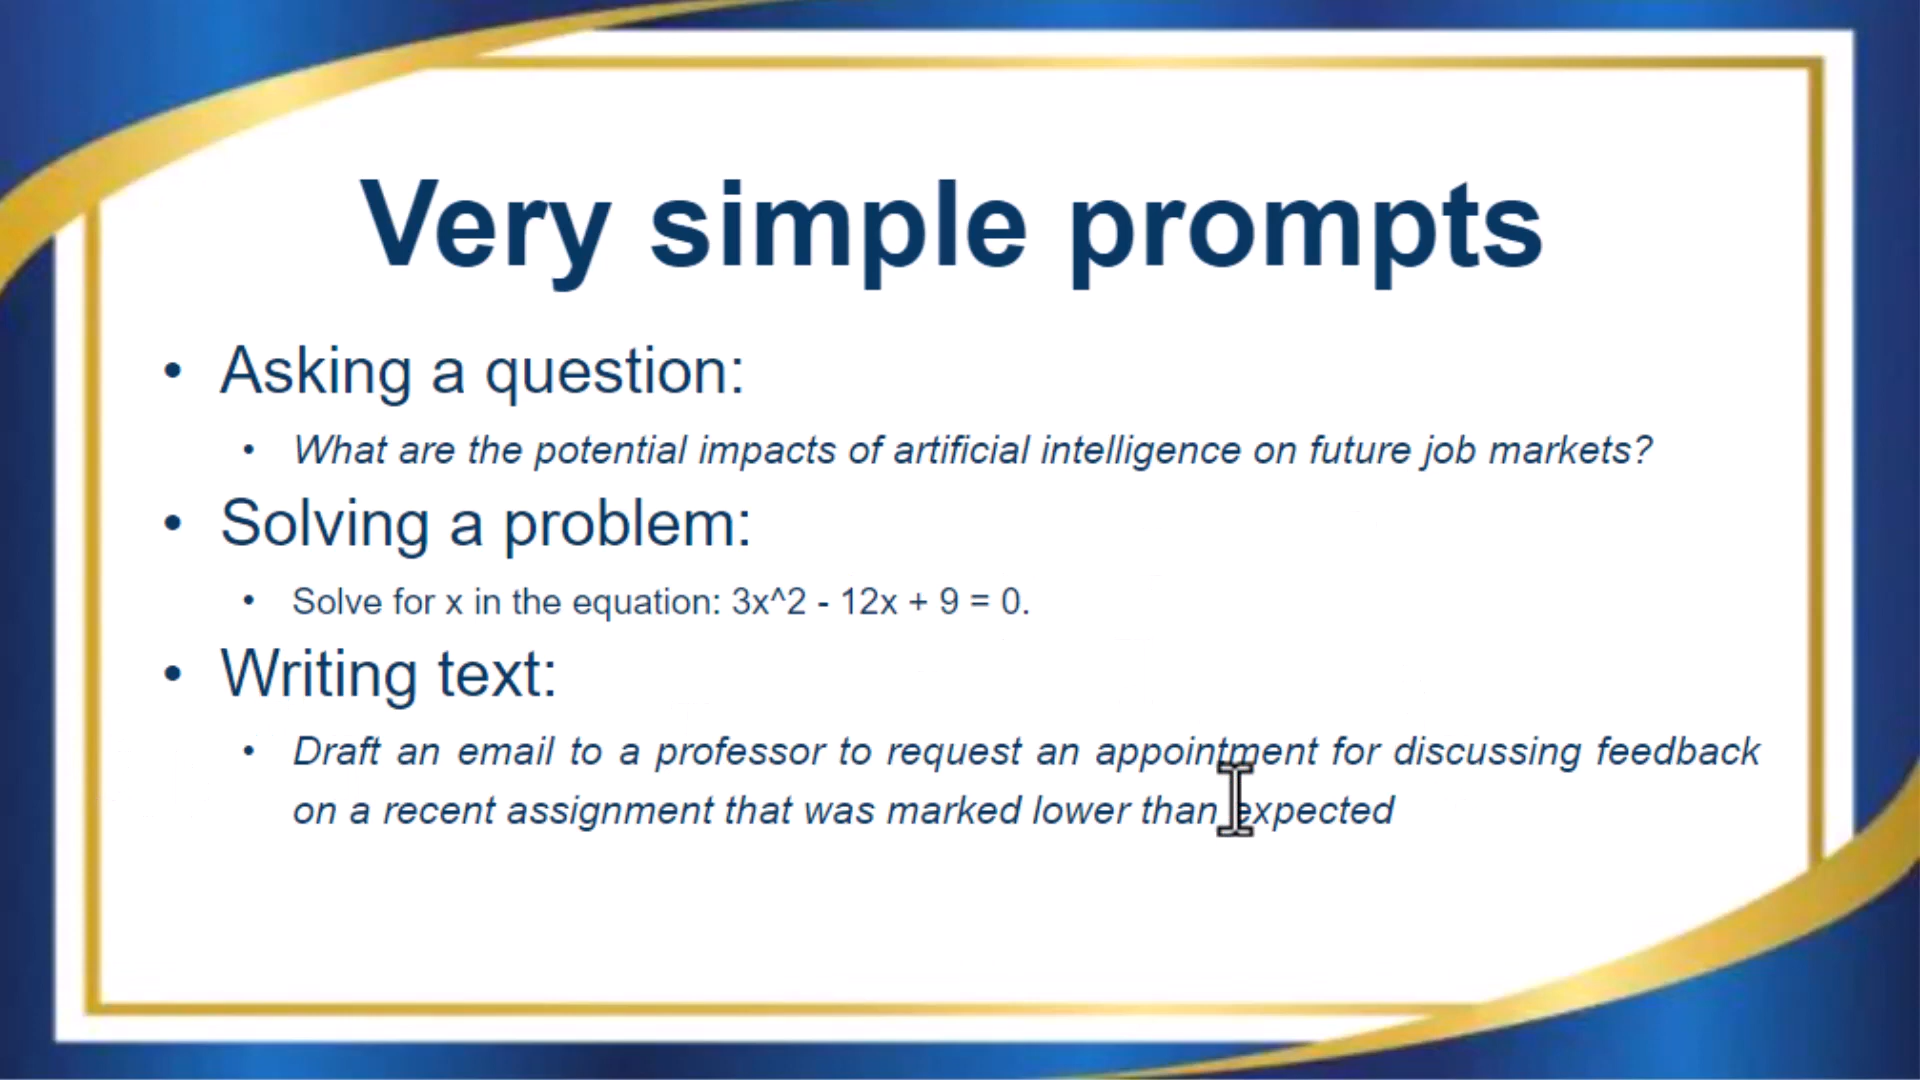 Very simple prompts
• Asking a question:
• What are the potential impacts of artificial intelligence on future job markets?
• Solving a problem:
• Solve for x in the equation: 3x^2 - 12x + 9 = 0.
• Writing text:
• Draft an email to a professor to request an appointment for discussing feedback
on a recent assignment that was marked lower than expected